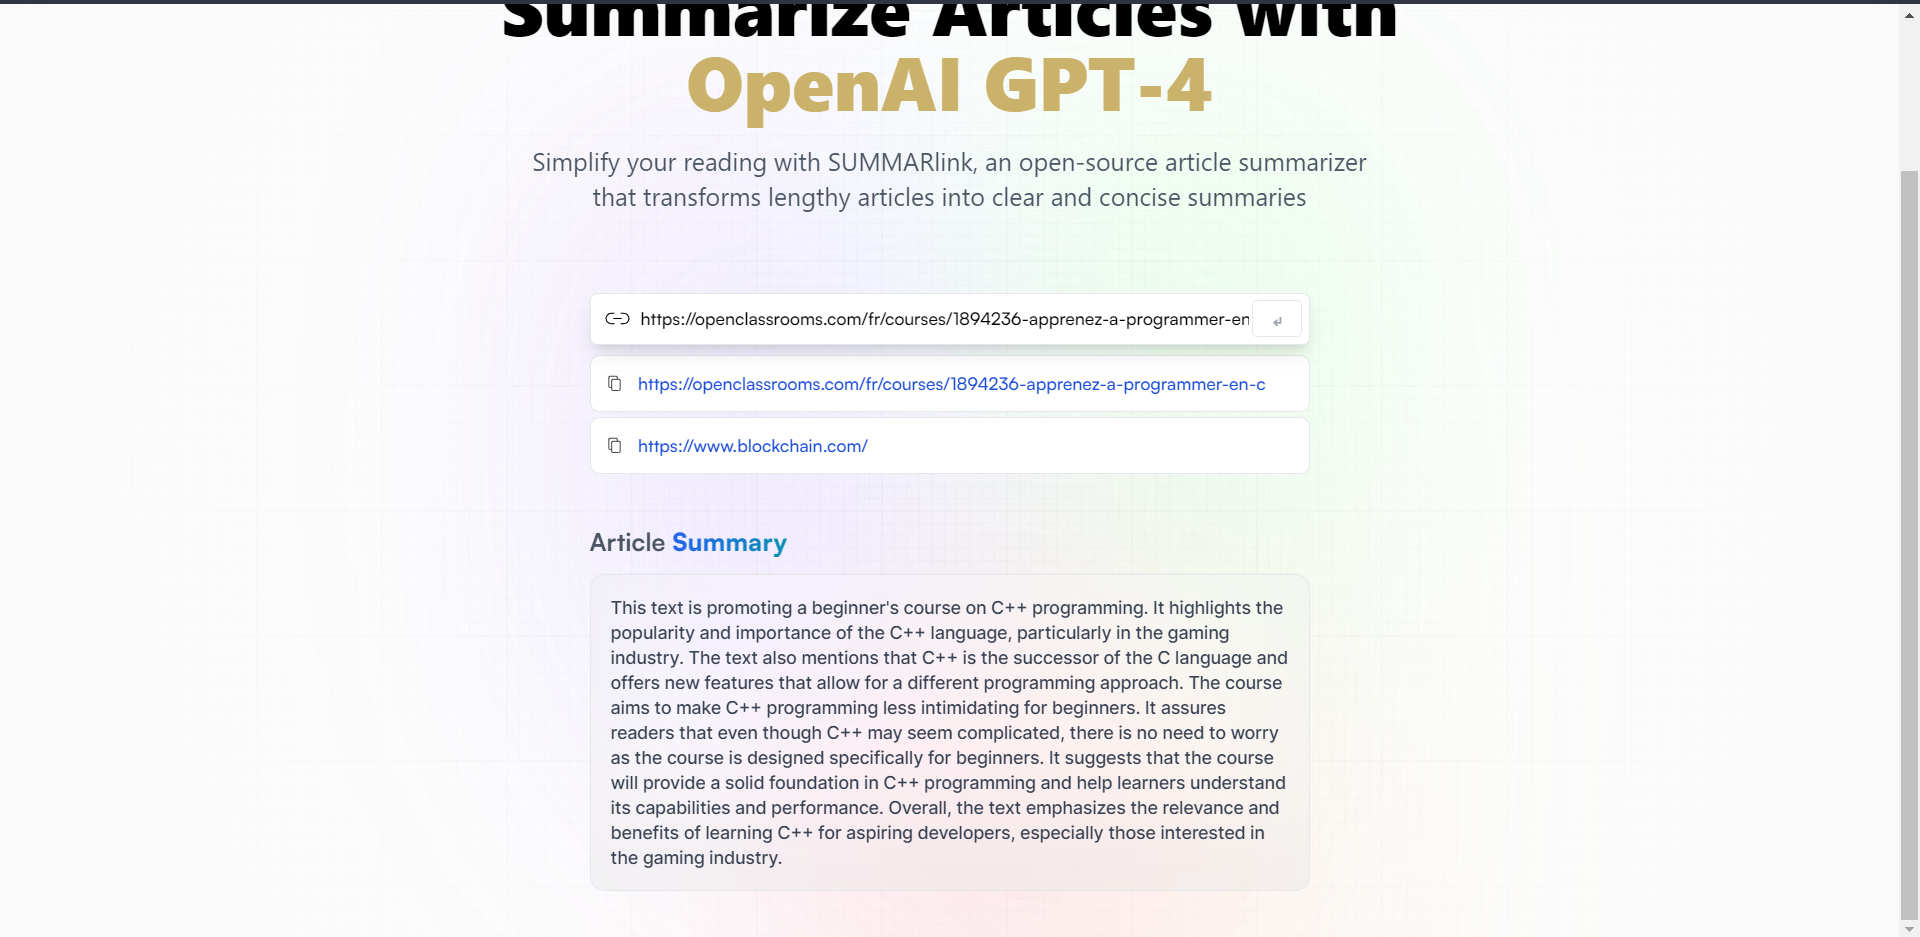 Summarize Articles with
OpenAI GPT-4
Simplify your reading with SUMMARlink, an open-source article summarizer
that transforms lengthy articles into clear and concise summaries
https://openclassrooms.com/fr/courses/1894236-apprenez-a-programmer-en
https://openclassrooms.com/fr/courses/1894236-apprenez-a-programmer-en-c
https://www.blockchain.com/
Article Summary
This text is promoting a beginner's course on C++ programming. It highlights the
popularity and importance of the C++ language, particularly in the gaming
industry. The text also mentions that C++ is the successor of the C language and
offers new features that allow for a different programming approach. The course
aims to make C++ programming less intimidating for beginners. It assures
readers that even though C++ may seem complicated, there is no need to worry
as the course is designed specifically for beginners. It suggests that the course
will provide a solid foundation in C++ programming and help learners understand
its capabilities and performance. Overall, the text emphasizes the relevance and
benefits of learning C++ for aspiring developers, especially those interested in
the gaming industry.